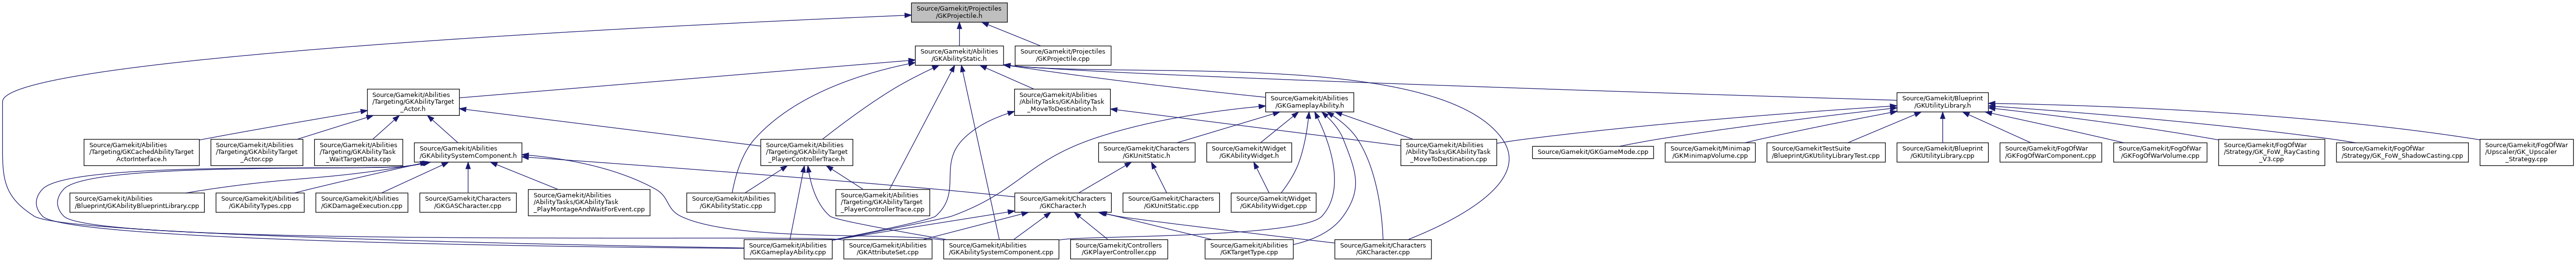 Source/Gamekit/Projectiles
/GKProjectile.h
Source/Gamekit/Abilities
/GKAbilityStatic.h
Source/Gamekit/Projectiles
/GKProjectile.cpp
Source/Gamekit/Abilities
/Targeting/GKAbilityTarget
_Actor.h
Source/Gamekit/Abilities
/AbilityTasks/GKAbilityTask
_MoveToDestination.h
Source/Gamekit/Abilities
/GKGameplayAbility.h
Source/Gamekit/Blueprint
/GKUtilityLibrary.h
Source/Gamekit/Abilities
/Targeting/GKCachedAbilityTarget
ActorInterface.h
Source/Gamekit/Abilities
/Targeting/GKAbilityTarget
_Actor.cpp
Source/Gamekit/Abilities
/Targeting/GKAbilityTask
_WaitTargetData.cpp
Source/Gamekit/Abilities
/GKAbilitySystemComponent.h
Source/Gamekit/Abilities
/Targeting/GKAbilityTarget
_PlayerControllerTrace.h
Source/Gamekit/Characters
/GKUnitStatic.h
Source/Gamekit/Widget
/GKAbilityWidget.h
Source/Gamekit/Abilities
/AbilityTasks/GKAbilityTask
_MoveToDestination.cpp
Source/Gamekit/GKGameMode.cpp
Source/Gamekit/Minimap
/GKMinimapVolume.cpp
Source/GamekitTestSuite
/Blueprint/GKUtilityLibraryTest.cpp
Source/Gamekit/Blueprint
/GKUtilityLibrary.cpp
Source/Gamekit/FogOfWar
/GKFogOfWarComponent.cpp
Source/Gamekit/FogOfWar
/GKFogOfWarVolume.cpp
Source/Gamekit/FogOfWar
/Strategy/GK_FoW_RayCasting
_V3.cpp
Source/Gamekit/FogOfWar
/Strategy/GK_FoW_ShadowCasting.cpp
Source/Gamekit/FogOfWar
/Upscaler/GK_Upscaler
_Strategy.cpp
Source/Gamekit/Abilities
/Blueprint/GKAbilityBlueprintLibrary.cpp
Source/Gamekit/Abilities
/GKAbilityTypes.cpp
Source/Gamekit/Abilities
/GKDamageExecution.cpp
Source/Gamekit/Characters
/GKGASCharacter.cpp
Source/Gamekit/Abilities
/AbilityTasks/GKAbilityTask
_PlayMontageAndWaitForEvent.cpp
Source/Gamekit/Abilities
/GKAbilityStatic.cpp
Source/Gamekit/Abilities
/Targeting/GKAbilityTarget
_PlayerControllerTrace.cpp
Source/Gamekit/Characters
/GKCharacter.h
Source/Gamekit/Characters
/GKUnitStatic.cpp
Source/Gamekit/Widget
/GKAbilityWidget.cpp
Source/Gamekit/Abilities
/GKGameplayAbility.cpp
Source/Gamekit/Abilities
/GKAttributeSet.cpp
Source/Gamekit/Abilities
/GKAbilitySystemComponent.cpp
Source/Gamekit/Controllers
/GKPlayerController.cpp
Source/Gamekit/Abilities
/GKTargetType.cpp
Source/Gamekit/Characters
/GKCharacter.cpp